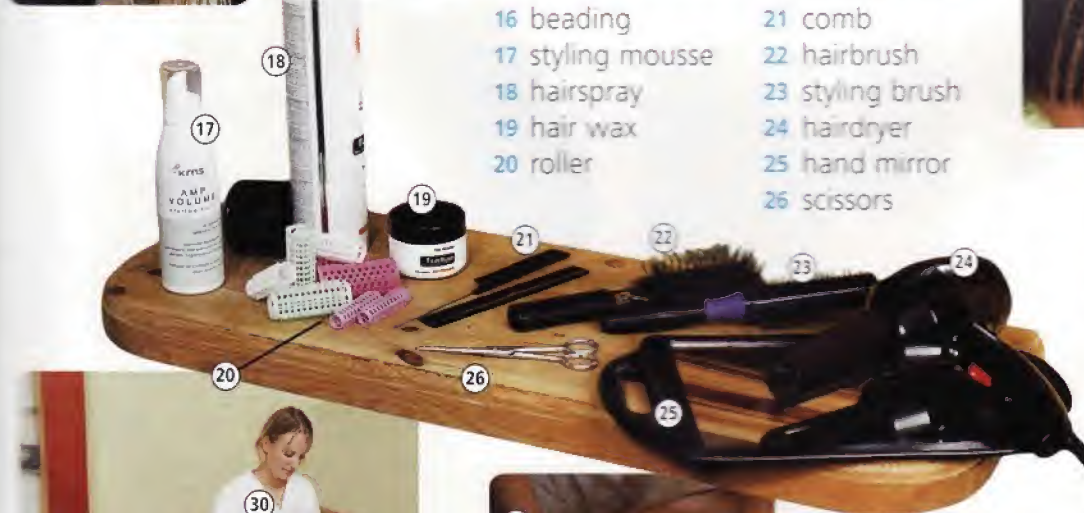 16 beading
17 styling mousse
18 hairspray
19 hair wax
20 roller
21 comb
22 hairbrush
23 styling brush
24 hairdryer
25 hand mirror
26 scissors
18
17
kms
AMP
VOLUME
19
21
22
23
24
20
26
25
30